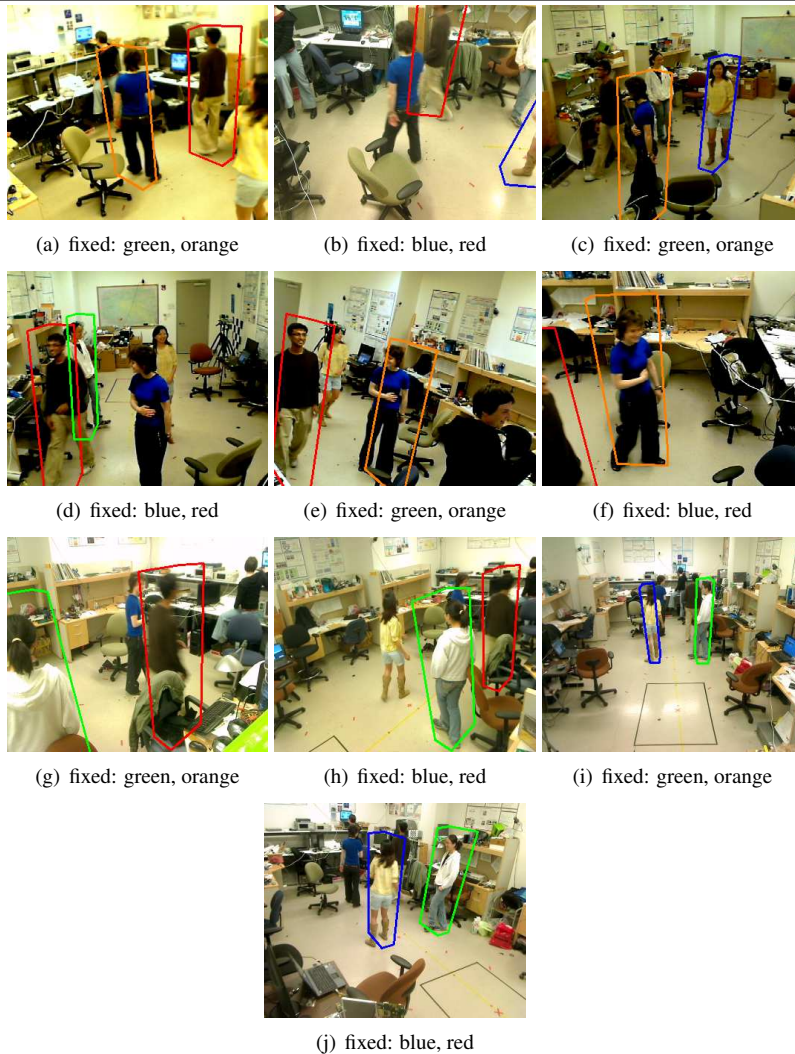 (a) fixed: green, orange
(b) fixed: blue, red
(c) fixed: green, orange
(d) fixed: blue, red
(e) fixed: green, orange
(f) fixed: blue, red
(g) fixed: green, orange
(h) fixed: blue, red
(i) fixed: green, orange
(j) fixed: blue, red